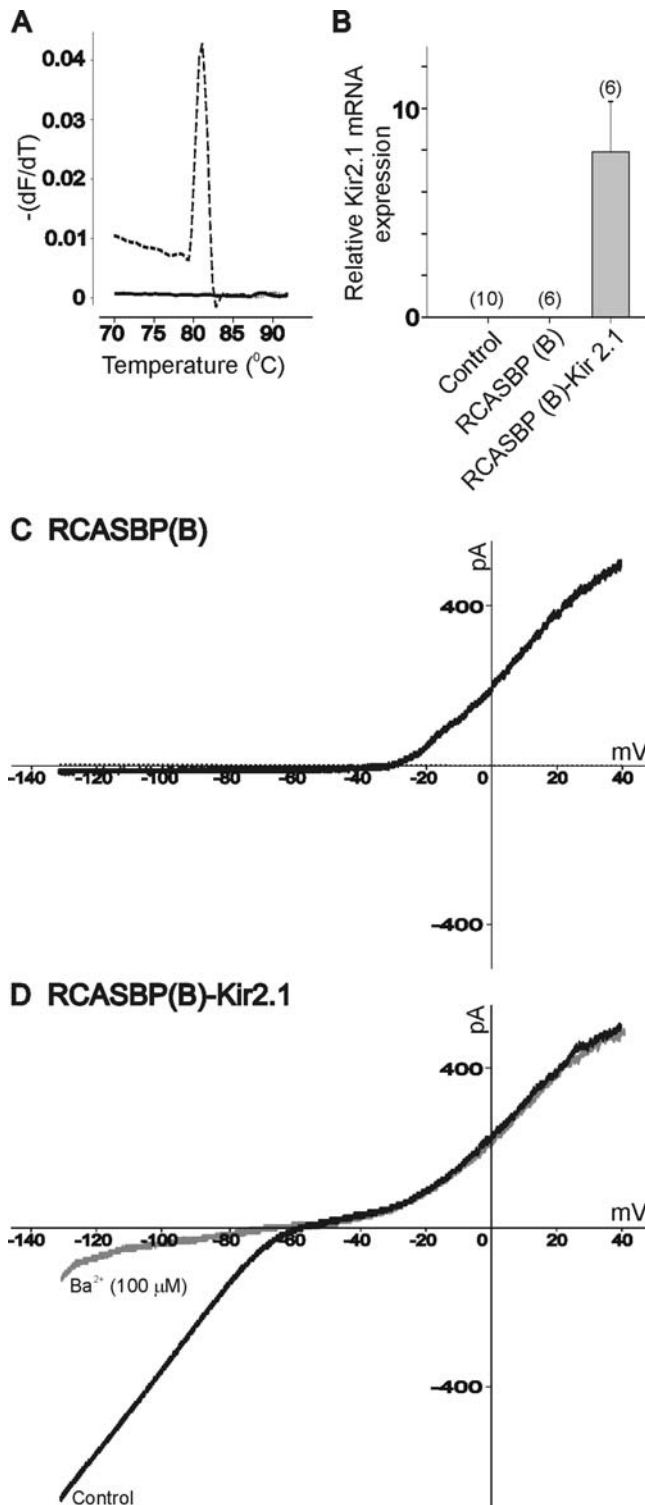 A
-(dF/dT)
0.04
0.03
0.02
0.01
0
70 75 80 85 90
Temperature (⁰C)
B
Relative Kir2.1 mRNA
expression
10
0
(10)
(6)
(6)
Control
RCASBP (B)
RCASBP (B)-Kir 2.1
C RCASBP(B)
pA
400
mV
-140 -120 -100 -80 -60 -40 -20 0 20 40
-400
D RCASBP(B)-Kir2.1
pA
400
mV
-140 -120 -100 -80 -60 -40 -20 0 20 40
Ba²⁺ (100 μM)
-400
Control